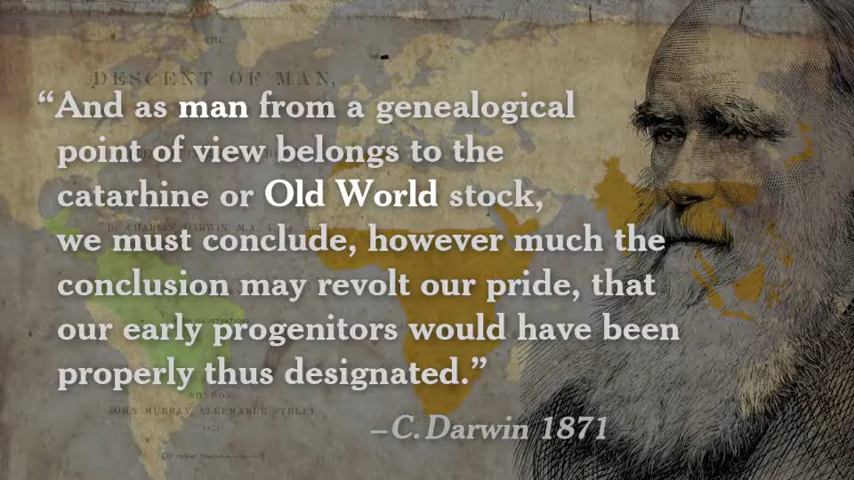 DESCENT OF MAN,
“And as man from a genealogical
point of view belongs to the
catarhine or Old World stock,
we must conclude, however much the
conclusion may revolt our pride, that
our early progenitors would have been
properly thus designated.”
LONDON
JOHN MURRAY, ALBEMARLE STREET
1871
–C. Darwin 1871